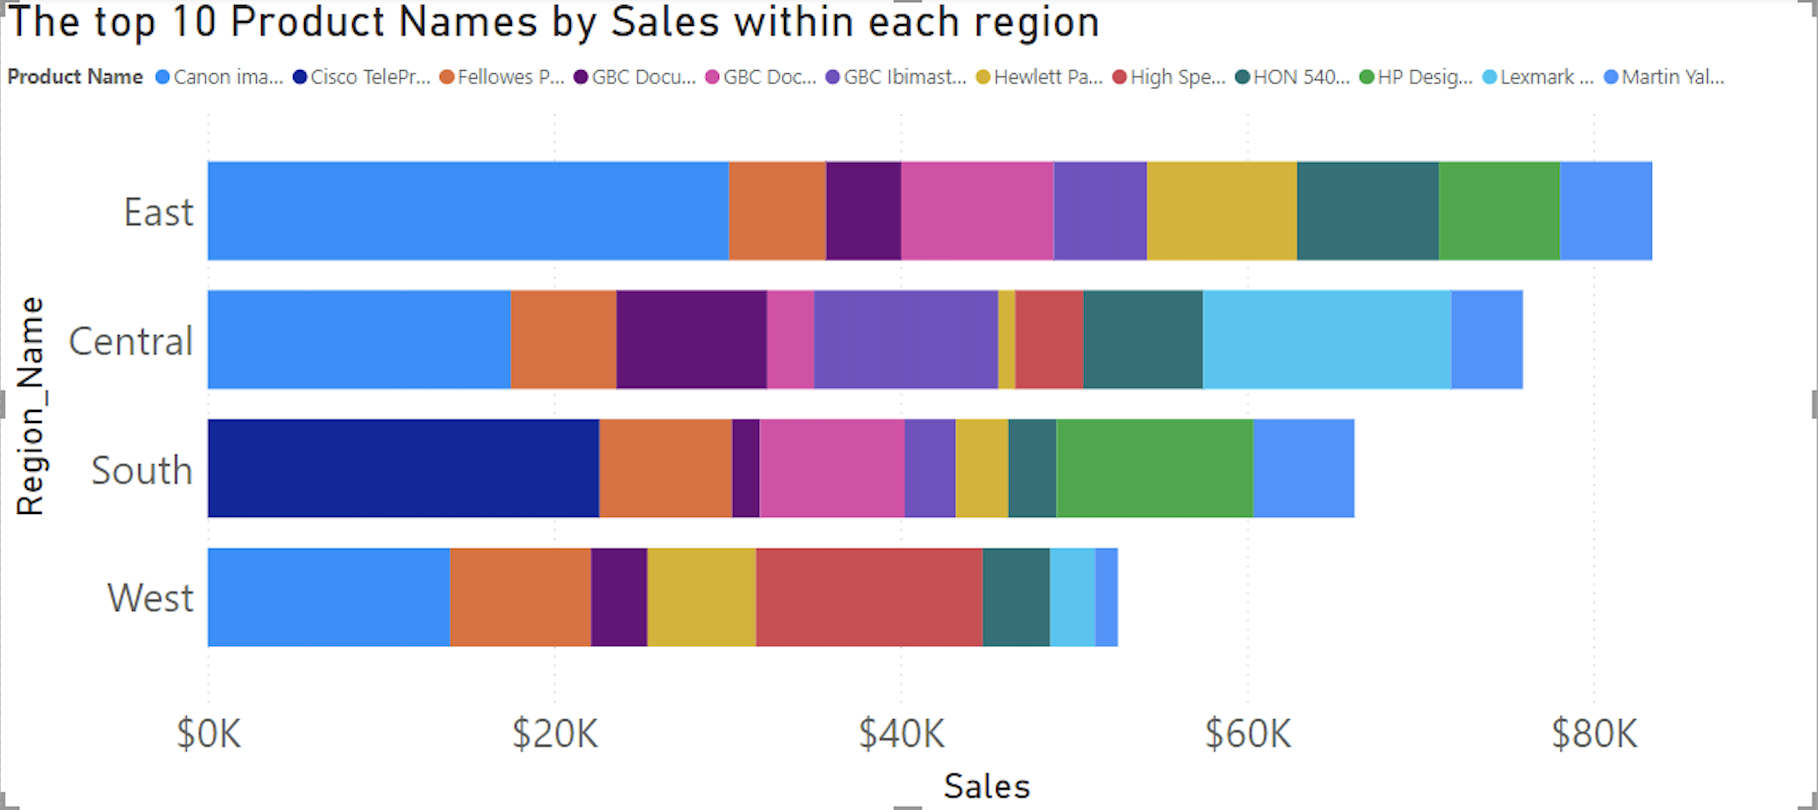 The top 10 Product Names by Sales within each region
Product Name Canon ima... Cisco TelePr... Fellowes P... GBC Docu... GBC Doc... GBC Ibimast... Hewlett Pa... High Spe... HON 540... HP Desig... Lexmark ... Martin Yal...
Region_Name
East
Central
South
West
$0K $20K $40K $60K $80K
Sales